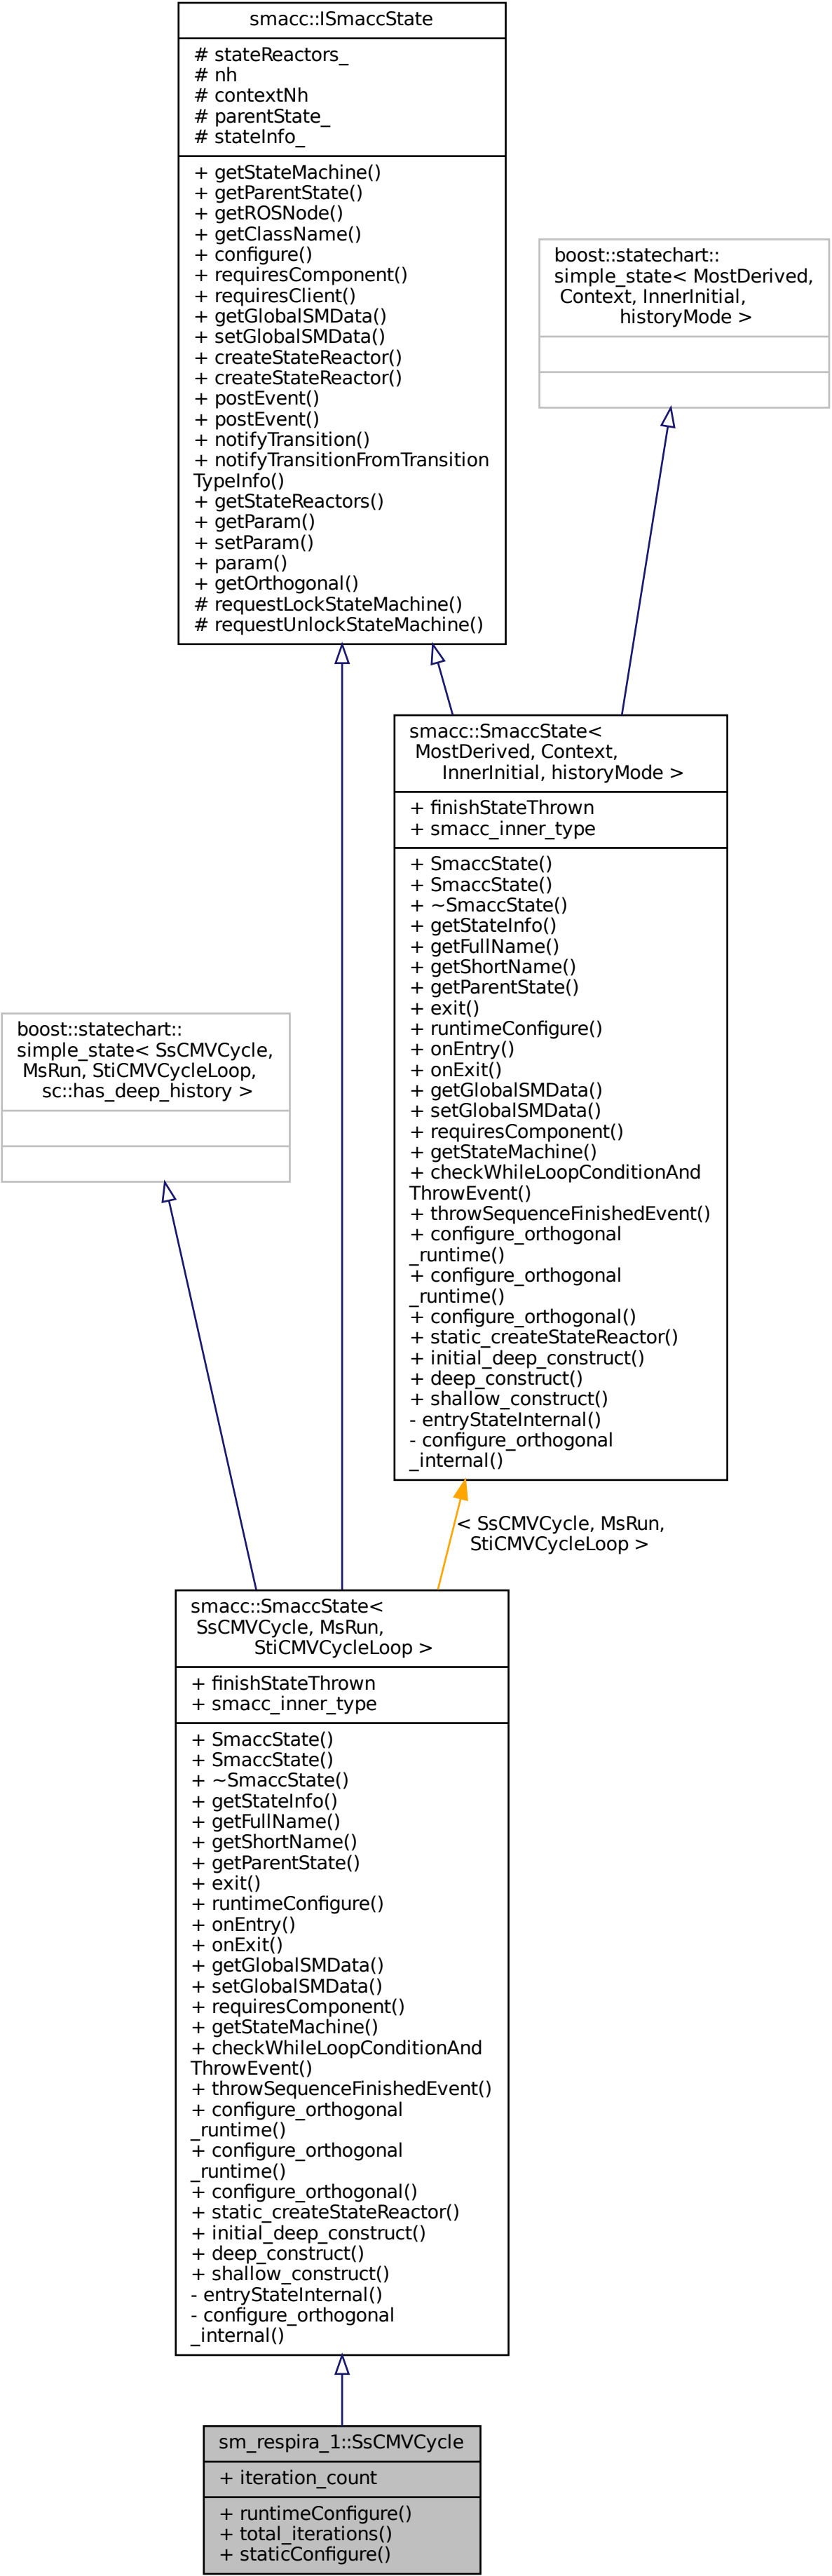 smacc::ISmaccState
# stateReactors_
# nh
# contextNh
# parentState_
# stateInfo_
+ getStateMachine()
+ getParentState()
+ getROSNode()
+ getClassName()
+ configure()
+ requiresComponent()
+ requiresClient()
+ getGlobalSMData()
+ setGlobalSMData()
+ createStateReactor()
+ createStateReactor()
+ postEvent()
+ postEvent()
+ notifyTransition()
+ notifyTransitionFromTransition
TypeInfo()
+ getStateReactors()
+ getParam()
+ setParam()
+ param()
+ getOrthogonal()
# requestLockStateMachine()
# requestUnlockStateMachine()
boost::statechart::
simple_state< MostDerived,
Context, InnerInitial,
historyMode >
smacc::SmaccState<
MostDerived, Context,
InnerInitial, historyMode >
+ finishStateThrown
+ smacc_inner_type
+ SmaccState()
+ SmaccState()
+ ~SmaccState()
+ getStateInfo()
+ getFullName()
+ getShortName()
+ getParentState()
+ exit()
+ runtimeConfigure()
+ onEntry()
+ onExit()
+ getGlobalSMData()
+ setGlobalSMData()
+ requiresComponent()
+ getStateMachine()
+ checkWhileLoopConditionAnd
ThrowEvent()
+ throwSequenceFinishedEvent()
+ configure_orthogonal
_runtime()
+ configure_orthogonal
_runtime()
+ configure_orthogonal()
+ static_createStateReactor()
+ initial_deep_construct()
+ deep_construct()
+ shallow_construct()
- entryStateInternal()
- configure_orthogonal
_internal()
boost::statechart::
simple_state< SsCMVCycle,
MsRun, StiCMVCycleLoop,
sc::has_deep_history >
< SsCMVCycle, MsRun,
StiCMVCycleLoop >
smacc::SmaccState<
SsCMVCycle, MsRun,
StiCMVCycleLoop >
+ finishStateThrown
+ smacc_inner_type
+ SmaccState()
+ SmaccState()
+ ~SmaccState()
+ getStateInfo()
+ getFullName()
+ getShortName()
+ getParentState()
+ exit()
+ runtimeConfigure()
+ onEntry()
+ onExit()
+ getGlobalSMData()
+ setGlobalSMData()
+ requiresComponent()
+ getStateMachine()
+ checkWhileLoopConditionAnd
ThrowEvent()
+ throwSequenceFinishedEvent()
+ configure_orthogonal
_runtime()
+ configure_orthogonal
_runtime()
+ configure_orthogonal()
+ static_createStateReactor()
+ initial_deep_construct()
+ deep_construct()
+ shallow_construct()
- entryStateInternal()
- configure_orthogonal
_internal()
sm_respira_1::SsCMVCycle
+ iteration_count
+ runtimeConfigure()
+ total_iterations()
+ staticConfigure()